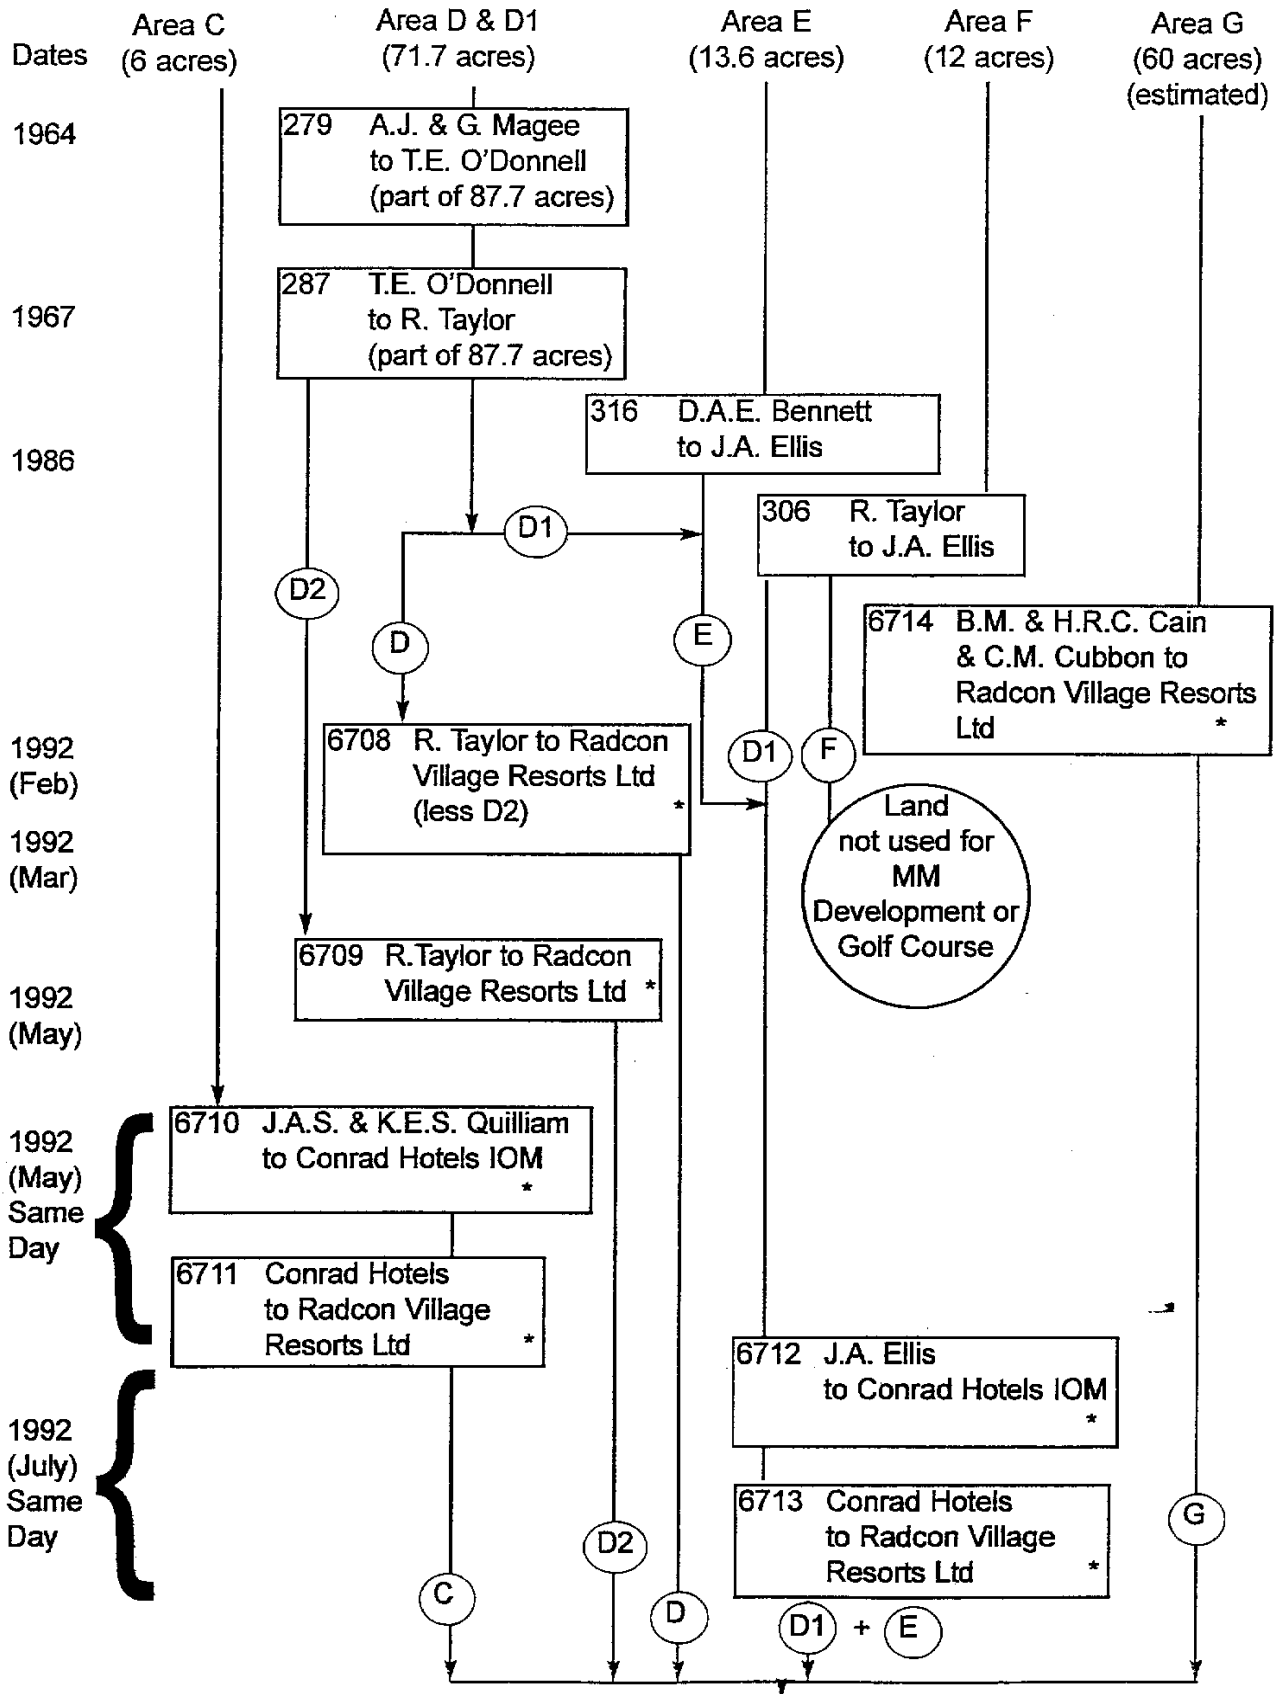 Dates
Area C
(6 acres)
Area D & D1
(71.7 acres)
Area E
(13.6 acres)
Area F
(12 acres)
Area G
(60 acres)
(estimated)
1964
279 A.J. & G. Magee
to T.E. O'Donnell
(part of 87.7 acres)
1967
287 T.E. O'Donnell
to R. Taylor
(part of 87.7 acres)
1986
316 D.A.E. Bennett
to J.A. Ellis
306 R. Taylor
to J.A. Ellis
D1
D2
D
E
6714 B.M. & H.R.C. Cain
& C.M. Cubbon to
Radcon Village Resorts
Ltd *
1992
(Feb)
1992
(Mar)
6708 R. Taylor to Radcon
Village Resorts Ltd
(less D2) *
D1
F
Land
not used for
MM
Development or
Golf Course
1992
(May)
6709 R.Taylor to Radcon
Village Resorts Ltd *
1992
(May)
Same
Day
6710 J.A.S. & K.E.S. Quilliam
to Conrad Hotels IOM
*
6711 Conrad Hotels
to Radcon Village
Resorts Ltd *
1992
(July)
Same
Day
6712 J.A. Ellis
to Conrad Hotels IOM
*
6713 Conrad Hotels
to Radcon Village
Resorts Ltd *
G
D2
C
D
D1 + E